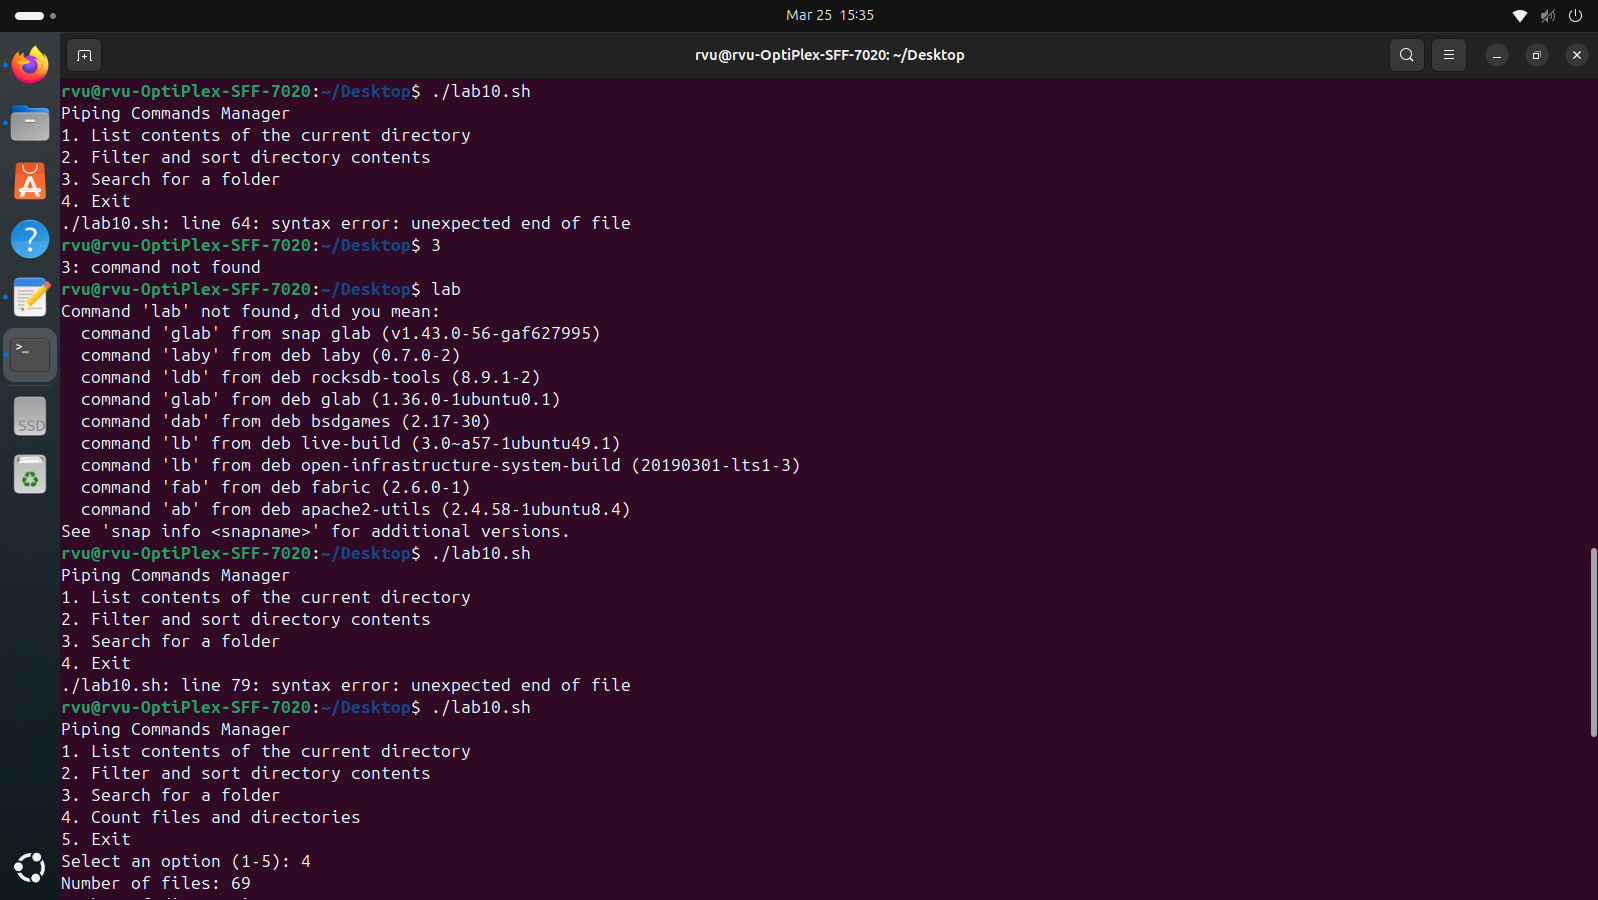 Mar 25 15:35
rvu@rvu-OptiPlex-SFF-7020: ~/Desktop
rvu@rvu-OptiPlex-SFF-7020:~/Desktop$ ./lab10.sh
Piping Commands Manager
1. List contents of the current directory
2. Filter and sort directory contents
3. Search for a folder
4. Exit
./lab10.sh: line 64: syntax error: unexpected end of file
rvu@rvu-OptiPlex-SFF-7020:~/Desktop$ 3
3: command not found
rvu@rvu-OptiPlex-SFF-7020:~/Desktop$ lab
Command 'lab' not found, did you mean:
  command 'glab' from snap glab (v1.43.0-56-gaf627995)
  command 'laby' from deb laby (0.7.0-2)
  command 'ldb' from deb rocksdb-tools (8.9.1-2)
  command 'glab' from deb glab (1.36.0-1ubuntu0.1)
  command 'dab' from deb bsdgames (2.17-30)
  command 'lb' from deb live-build (3.0~a57-1ubuntu49.1)
  command 'lb' from deb open-infrastructure-system-build (20190301-lts1-3)
  command 'fab' from deb fabric (2.6.0-1)
  command 'ab' from deb apache2-utils (2.4.58-1ubuntu8.4)
See 'snap info <snapname>' for additional versions.
rvu@rvu-OptiPlex-SFF-7020:~/Desktop$ ./lab10.sh
Piping Commands Manager
1. List contents of the current directory
2. Filter and sort directory contents
3. Search for a folder
4. Exit
./lab10.sh: line 79: syntax error: unexpected end of file
rvu@rvu-OptiPlex-SFF-7020:~/Desktop$ ./lab10.sh
Piping Commands Manager
1. List contents of the current directory
2. Filter and sort directory contents
3. Search for a folder
4. Count files and directories
5. Exit
Select an option (1-5): 4
Number of files: 69
SSD